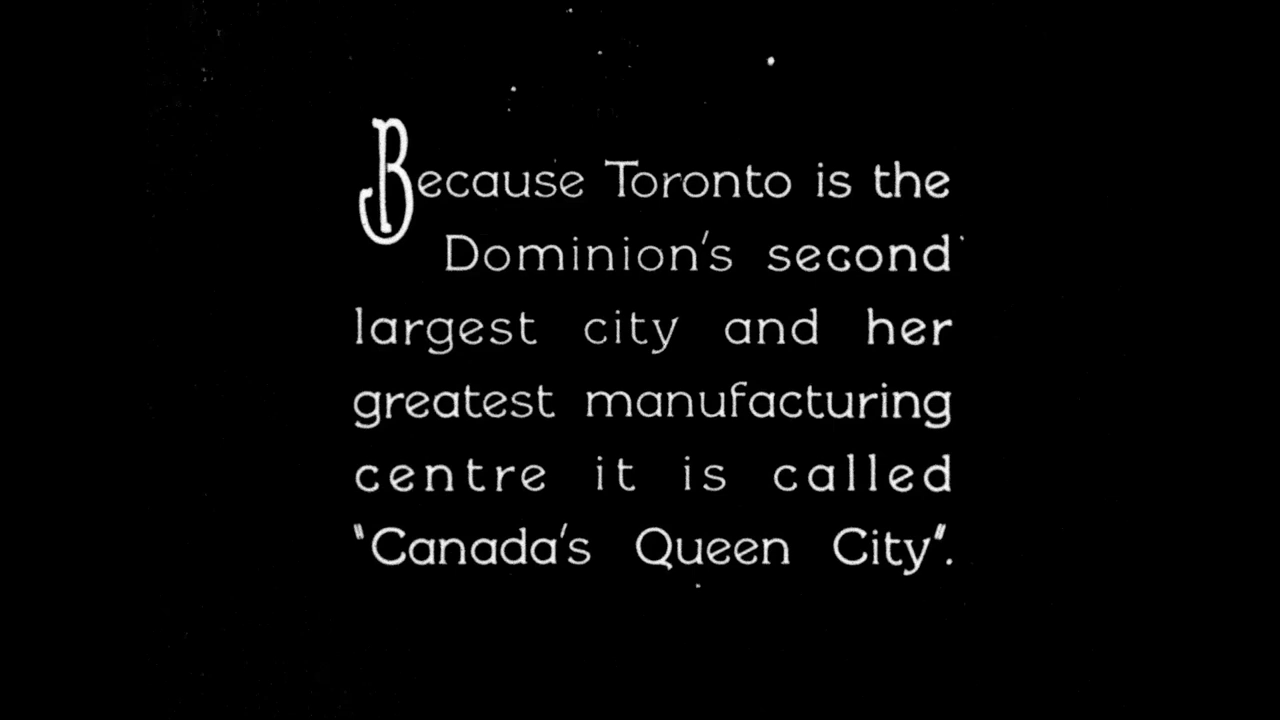 Because Toronto is the
Dominion's second
largest city and her
greatest manufacturing
centre it is called
"Canada's Queen City".